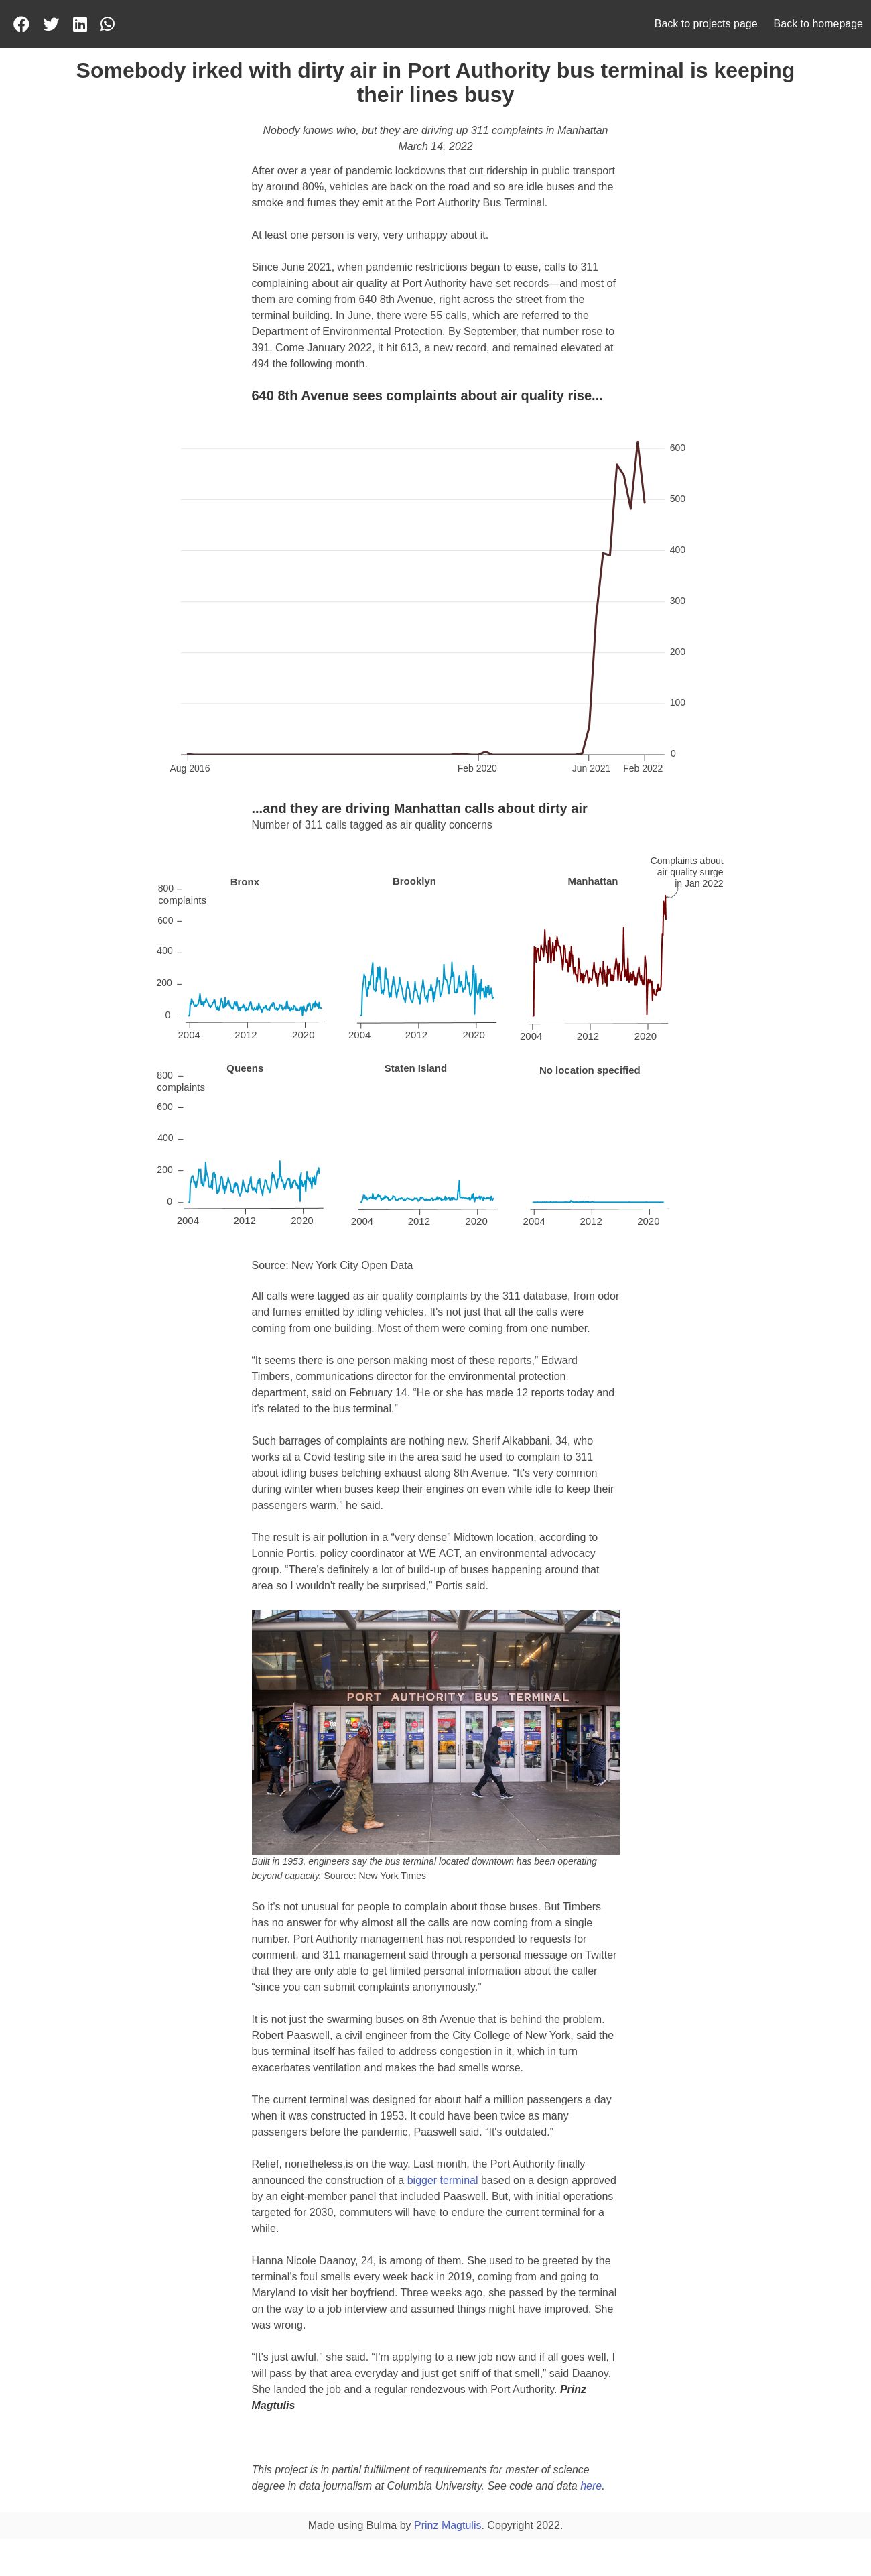 Back to projects page Back to homepage
Somebody irked with dirty air in Port Authority bus terminal is keeping
their lines busy
Nobody knows who, but they are driving up 311 complaints in Manhattan
March 14, 2022
After over a year of pandemic lockdowns that cut ridership in public transport
by around 80%, vehicles are back on the road and so are idle buses and the
smoke and fumes they emit at the Port Authority Bus Terminal.
At least one person is very, very unhappy about it.
Since June 2021, when pandemic restrictions began to ease, calls to 311
complaining about air quality at Port Authority have set records—and most of
them are coming from 640 8th Avenue, right across the street from the
terminal building. In June, there were 55 calls, which are referred to the
Department of Environmental Protection. By September, that number rose to
391. Come January 2022, it hit 613, a new record, and remained elevated at
494 the following month.
640 8th Avenue sees complaints about air quality rise...
600
500
400
300
200
100
0
Aug 2016 Feb 2020 Jun 2021 Feb 2022
...and they are driving Manhattan calls about dirty air
Number of 311 calls tagged as air quality concerns
Complaints about
air quality surge
in Jan 2022
Bronx Brooklyn Manhattan
800
complaints
600
400
200
0
2004 2012 2020 2004 2012 2020 2004 2012 2020
Queens Staten Island No location specified
800
complaints
600
400
200
0
2004 2012 2020 2004 2012 2020 2004 2012 2020
Source: New York City Open Data
All calls were tagged as air quality complaints by the 311 database, from odor
and fumes emitted by idling vehicles. It's not just that all the calls were
coming from one building. Most of them were coming from one number.
“It seems there is one person making most of these reports,” Edward
Timbers, communications director for the environmental protection
department, said on February 14. “He or she has made 12 reports today and
it's related to the bus terminal.”
Such barrages of complaints are nothing new. Sherif Alkabbani, 34, who
works at a Covid testing site in the area said he used to complain to 311
about idling buses belching exhaust along 8th Avenue. “It's very common
during winter when buses keep their engines on even while idle to keep their
passengers warm,” he said.
The result is air pollution in a “very dense” Midtown location, according to
Lonnie Portis, policy coordinator at WE ACT, an environmental advocacy
group. “There's definitely a lot of build-up of buses happening around that
area so I wouldn't really be surprised,” Portis said.
PORT AUTHORITY BUS TERMINAL
Built in 1953, engineers say the bus terminal located downtown has been operating
beyond capacity. Source: New York Times
So it's not unusual for people to complain about those buses. But Timbers
has no answer for why almost all the calls are now coming from a single
number. Port Authority management has not responded to requests for
comment, and 311 management said through a personal message on Twitter
that they are only able to get limited personal information about the caller
“since you can submit complaints anonymously.”
It is not just the swarming buses on 8th Avenue that is behind the problem.
Robert Paaswell, a civil engineer from the City College of New York, said the
bus terminal itself has failed to address congestion in it, which in turn
exacerbates ventilation and makes the bad smells worse.
The current terminal was designed for about half a million passengers a day
when it was constructed in 1953. It could have been twice as many
passengers before the pandemic, Paaswell said. “It's outdated.”
Relief, nonetheless,is on the way. Last month, the Port Authority finally
announced the construction of a bigger terminal based on a design approved
by an eight-member panel that included Paaswell. But, with initial operations
targeted for 2030, commuters will have to endure the current terminal for a
while.
Hanna Nicole Daanoy, 24, is among of them. She used to be greeted by the
terminal's foul smells every week back in 2019, coming from and going to
Maryland to visit her boyfriend. Three weeks ago, she passed by the terminal
on the way to a job interview and assumed things might have improved. She
was wrong.
“It's just awful,” she said. “I'm applying to a new job now and if all goes well, I
will pass by that area everyday and just get sniff of that smell,” said Daanoy.
She landed the job and a regular rendezvous with Port Authority. Prinz
Magtulis
This project is in partial fulfillment of requirements for master of science
degree in data journalism at Columbia University. See code and data here.
Made using Bulma by Prinz Magtulis. Copyright 2022.